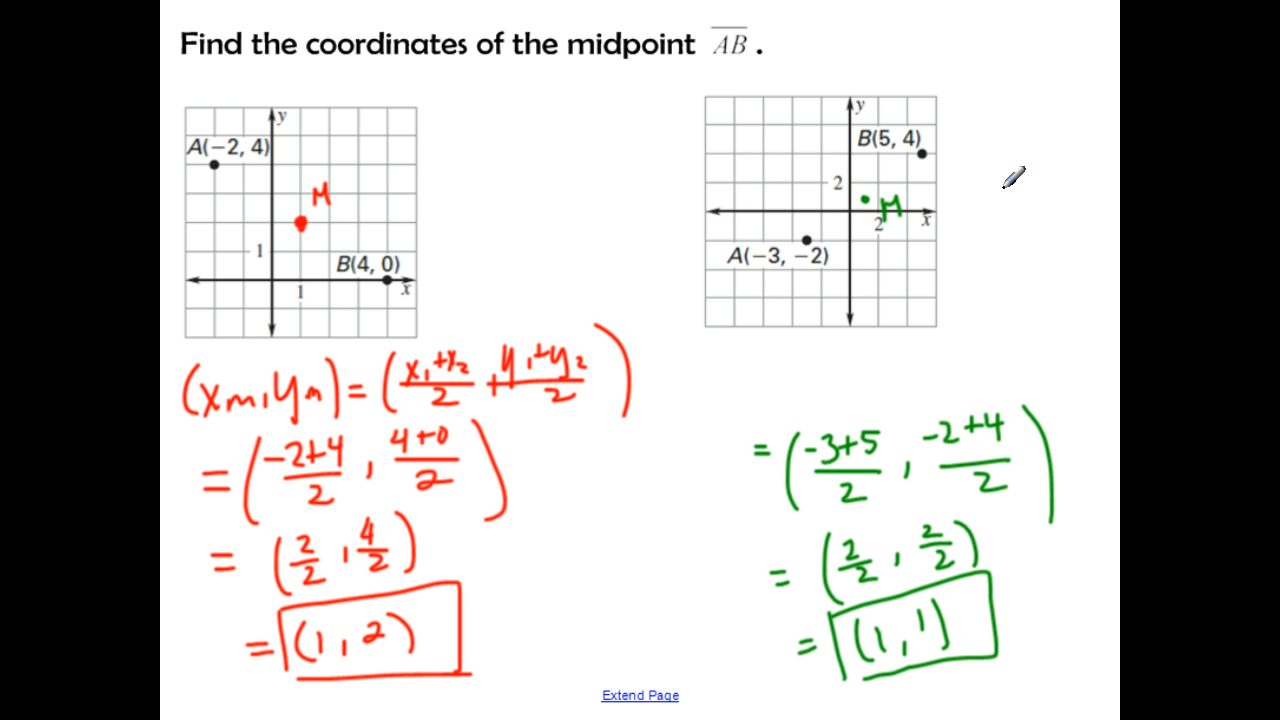 Find the coordinates of the midpoint AB .
y
A(−2, 4)
M
1
B(4, 0)
1
x
y
B(5, 4)
2
M
2
x
A(−3, −2)
(xm, ym) = (x₁+x₂/2 + y₁+y₂/2)
= (-2+4/2 , 4+0/2)
= (2/2 , 4/2)
= (1, 2)
= (-3+5/2 , -2+4/2)
= (2/2 , 2/2)
= (1, 1)
Extend Page